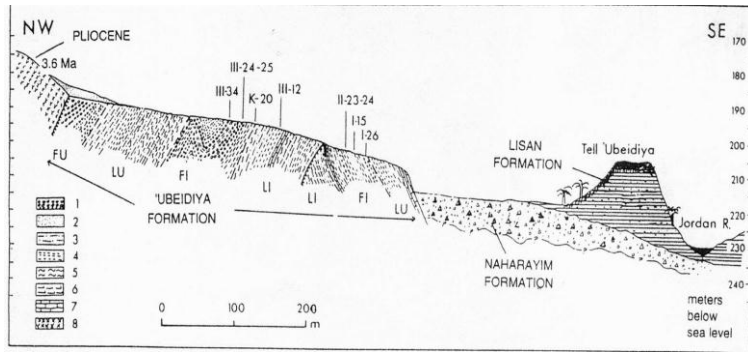 NW
SE
PLIOCENE
3.6 Ma
III-24-25
III-34
K-20
III-12
II-23-24
I-15
I-26
LISAN
FORMATION
Tell 'Ubeidiya
Jordan R.
FU
LU
FI
LI
LI
FI
LU
'UBEIDIYA
FORMATION
NAHARAYIM
FORMATION
1
2
3
4
5
6
7
8
0 100 200
m
170
180
190
200
210
220
230
240
meters
below
sea level